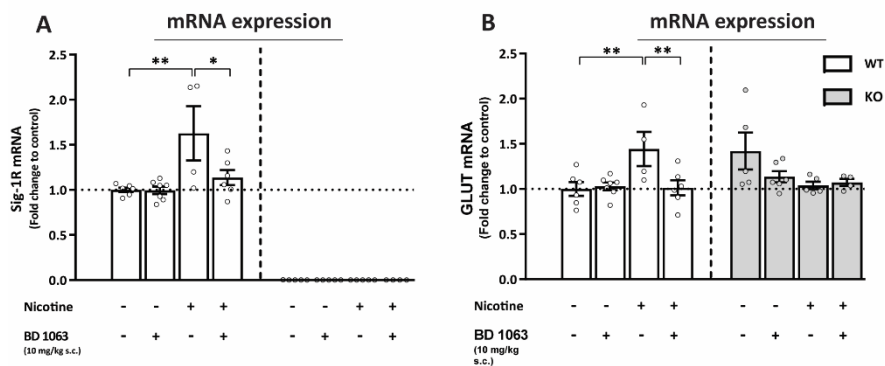 A
mRNA expression
2.5
2.0
1.5
1.0
0.5
0.0
Sig-1R mRNA
(Fold change to control)
** *
Nicotine - - + + - - + +
BD 1063 - + - + - + - +
(10 mg/kg s.c.)
B
mRNA expression
2.5
2.0
1.5
1.0
0.5
0.0
GLUT mRNA
(Fold change to control)
** **
WT
KO
Nicotine - - + + - - + +
BD 1063 - + - + - + - +
(10 mg/kg
s.c.)